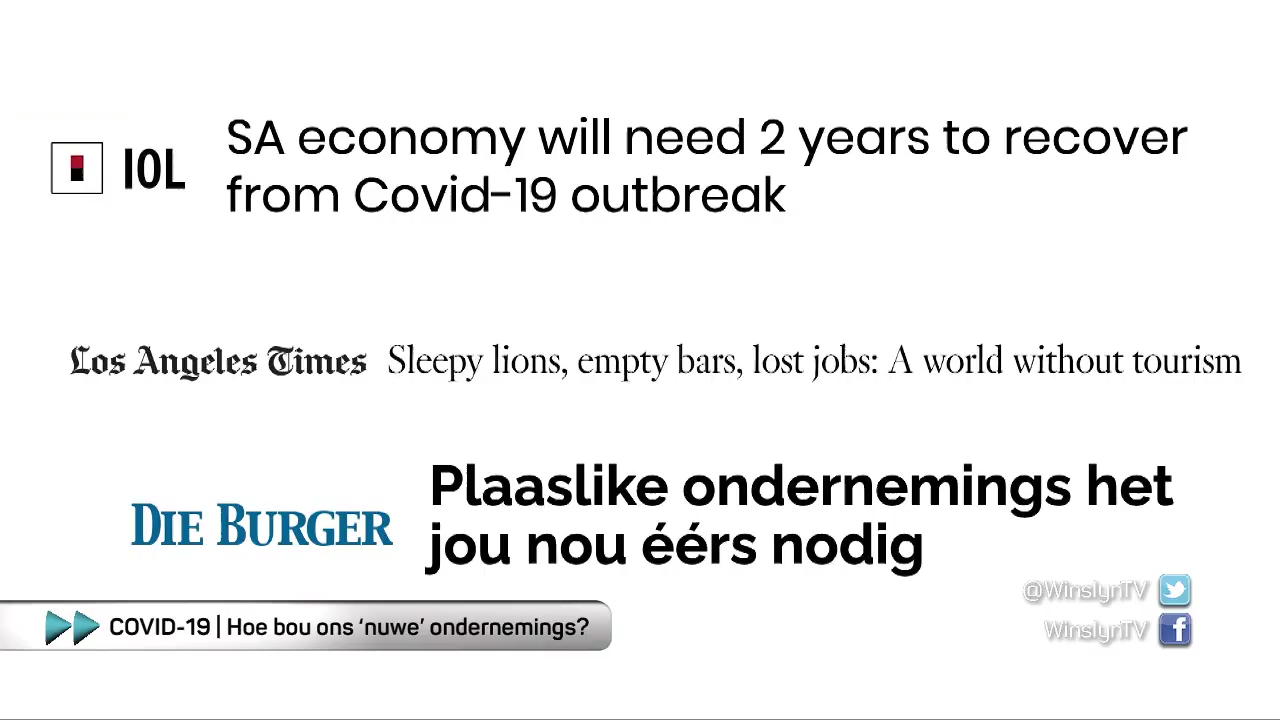 IOL
SA economy will need 2 years to recover
from Covid-19 outbreak
Los Angeles Times
Sleepy lions, empty bars, lost jobs: A world without tourism
DIE BURGER
Plaaslike ondernemings het
jou nou éérs nodig
@WinslynTV
WinslynTV
COVID-19 | Hoe bou ons ‘nuwe’ ondernemings?